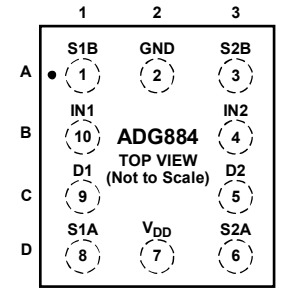 1 2 3
A S1B GND S2B
1 2 3
IN1 IN2
B 10 ADG884 4
TOP VIEW
D1 D2
(Not to Scale)
C 9 5
S1A VDD S2A
D 8 7 6